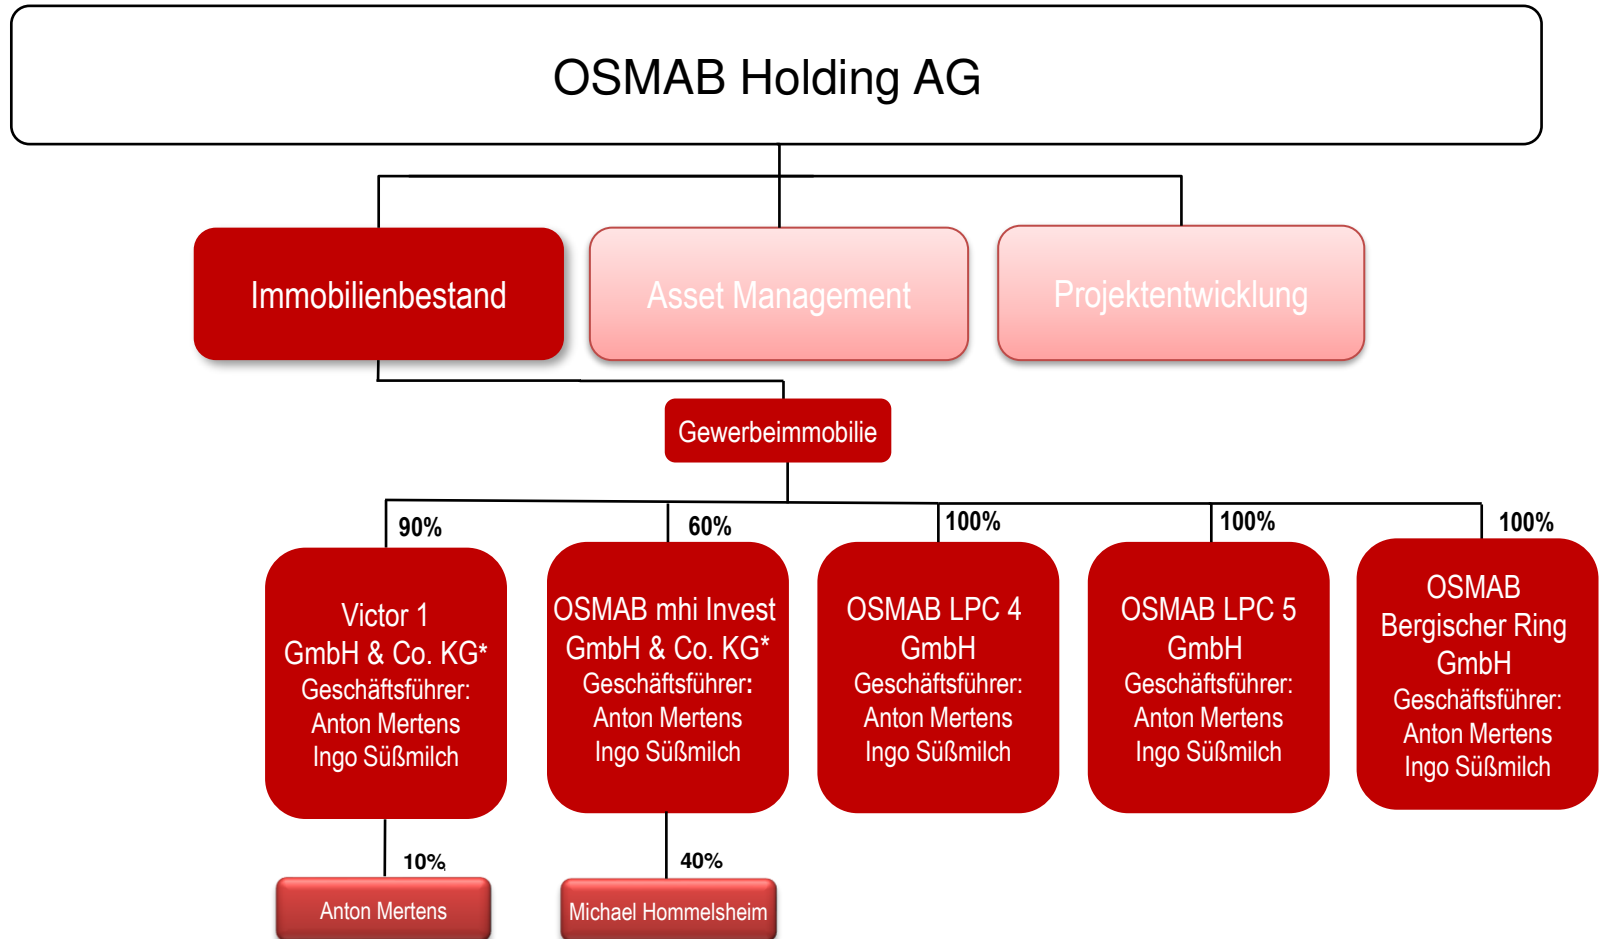 OSMAB Holding AG
Immobilienbestand
Asset Management
Projektentwicklung
Gewerbeimmobilie
90%
60%
100%
100%
100%
Victor 1
GmbH & Co. KG*
Geschäftsführer:
Anton Mertens
Ingo Süßmilch
OSMAB mhi Invest
GmbH & Co. KG*
Geschäftsführer:
Anton Mertens
Ingo Süßmilch
OSMAB LPC 4
GmbH
Geschäftsführer:
Anton Mertens
Ingo Süßmilch
OSMAB LPC 5
GmbH
Geschäftsführer:
Anton Mertens
Ingo Süßmilch
OSMAB
Bergischer Ring
GmbH
Geschäftsführer:
Anton Mertens
Ingo Süßmilch
10%
40%
Anton Mertens
Michael Hommelsheim